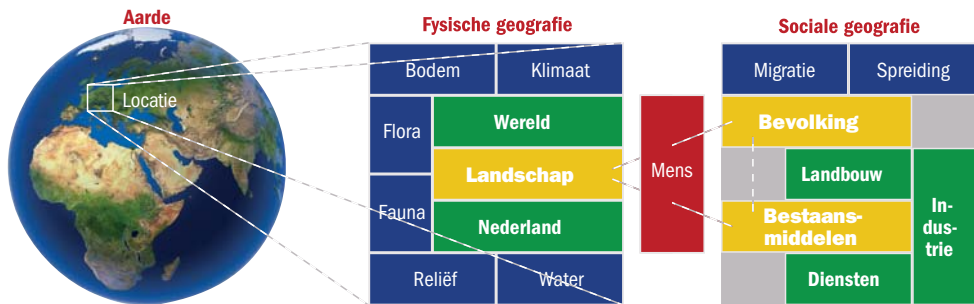 Aarde
Locatie
Fysische geografie
Bodem
Klimaat
Flora
Wereld
Landschap
Fauna
Nederland
Reliëf
Water
Mens
Sociale geografie
Migratie
Spreiding
Bevolking
Landbouw
Bestaans-
middelen
In-
dus-
trie
Diensten